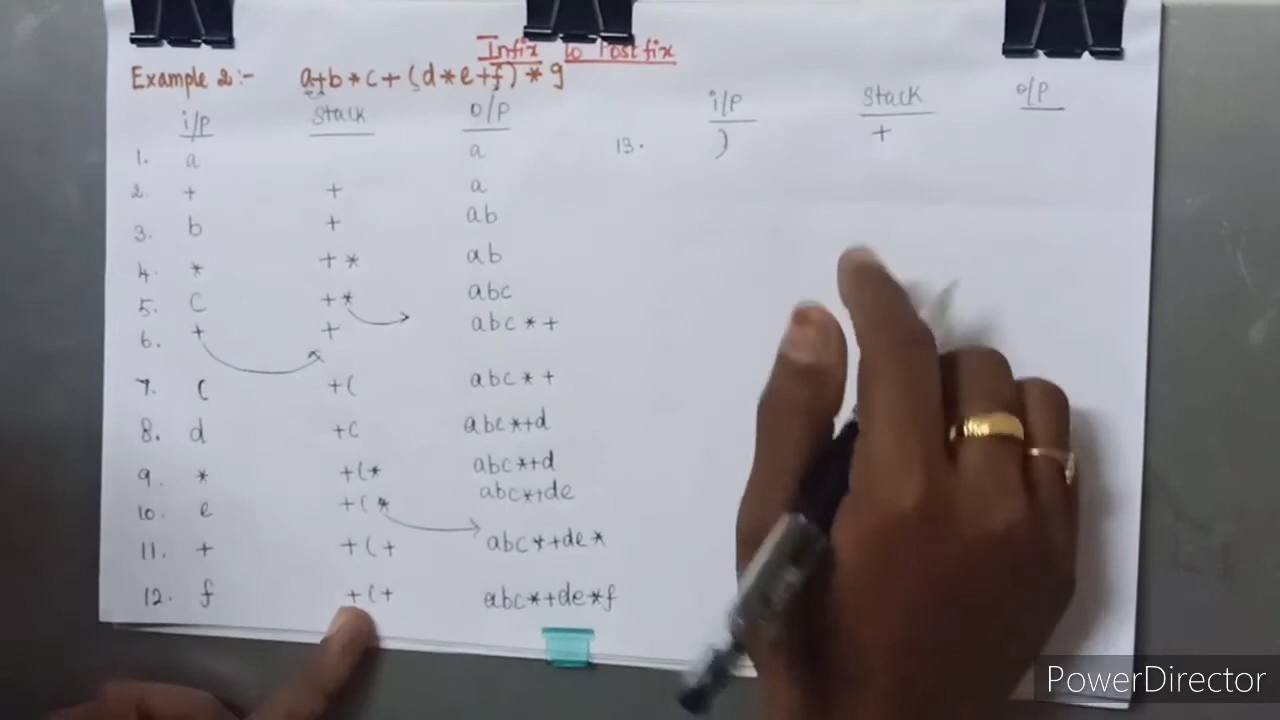 Infix to Postfix
Example 2:- a+b*c+(d*e+f)*g
i/p stack o/p
1. a a
2. + + a
3. b + ab
4. * +* ab
5. C +* abc
6. + + abc*+
7. ( +( abc*+
8. d +( abc*+d
9. * +(* abc*+d
10. e +(* abc*+de
11. + +(+ abc*+de*
12. f +(+ abc*+de*f
i/p stack o/p
13. ) +
PowerDirector